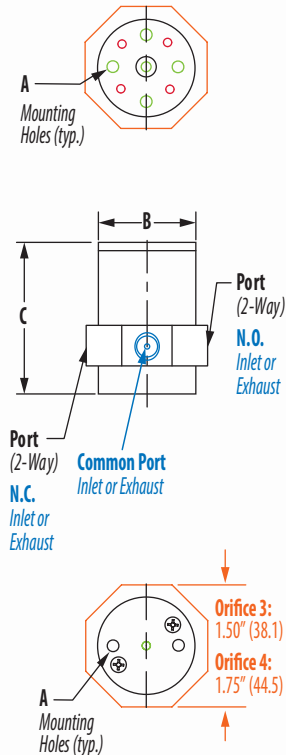 A
Mounting
Holes (typ.)
B
C
Port
(2-Way)
N.O.
Inlet or
Exhaust
Port
(2-Way)
N.C.
Inlet or
Exhaust
Common Port
Inlet or Exhaust
Orifice 3:
1.50" (38.1)
Orifice 4:
1.75" (44.5)
A
Mounting
Holes (typ.)